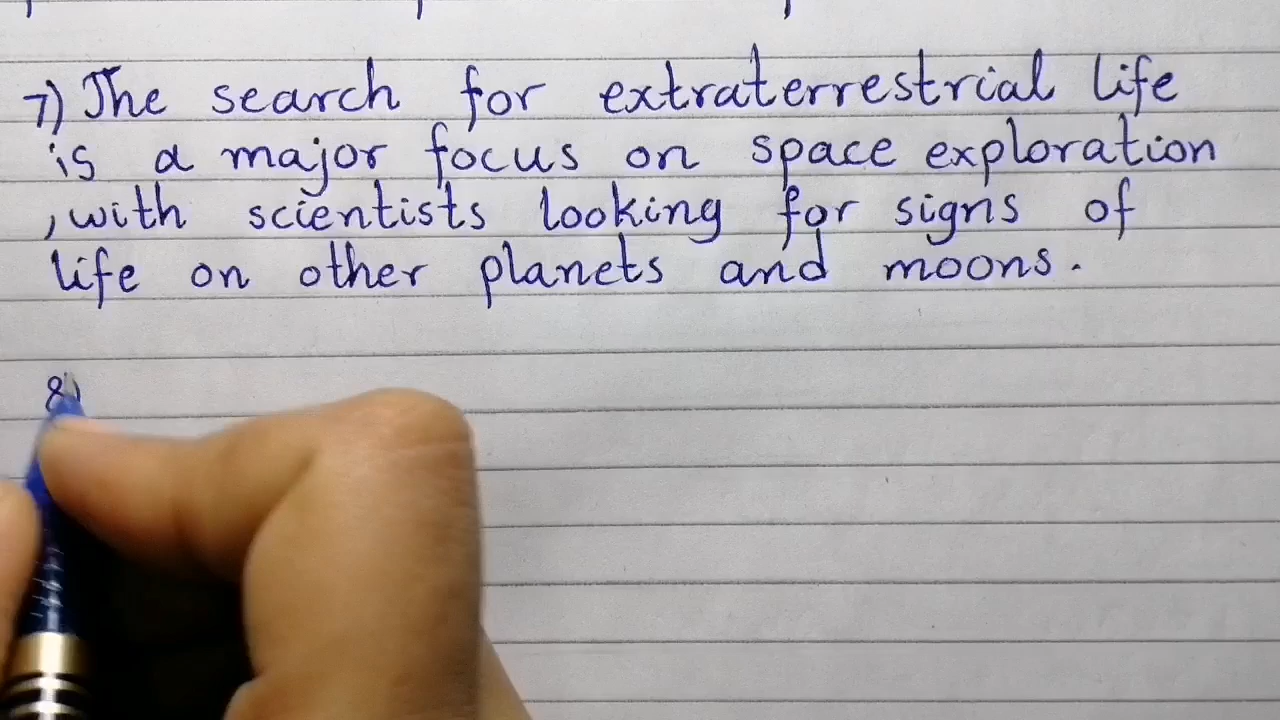 7) The search for extraterrestrial life
is a major focus on space exploration
, with scientists looking for signs of
life on other planets and moons.
8)